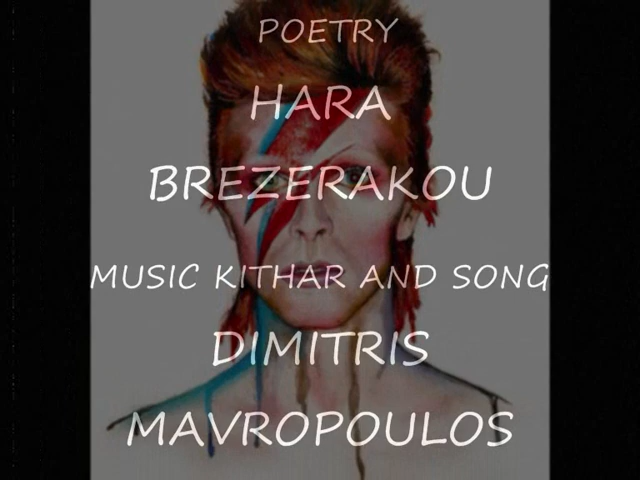 POETRY
HARA
BREZERAKOU
MUSIC KITHAR AND SONG
DIMITRIS
MAVROPOULOS